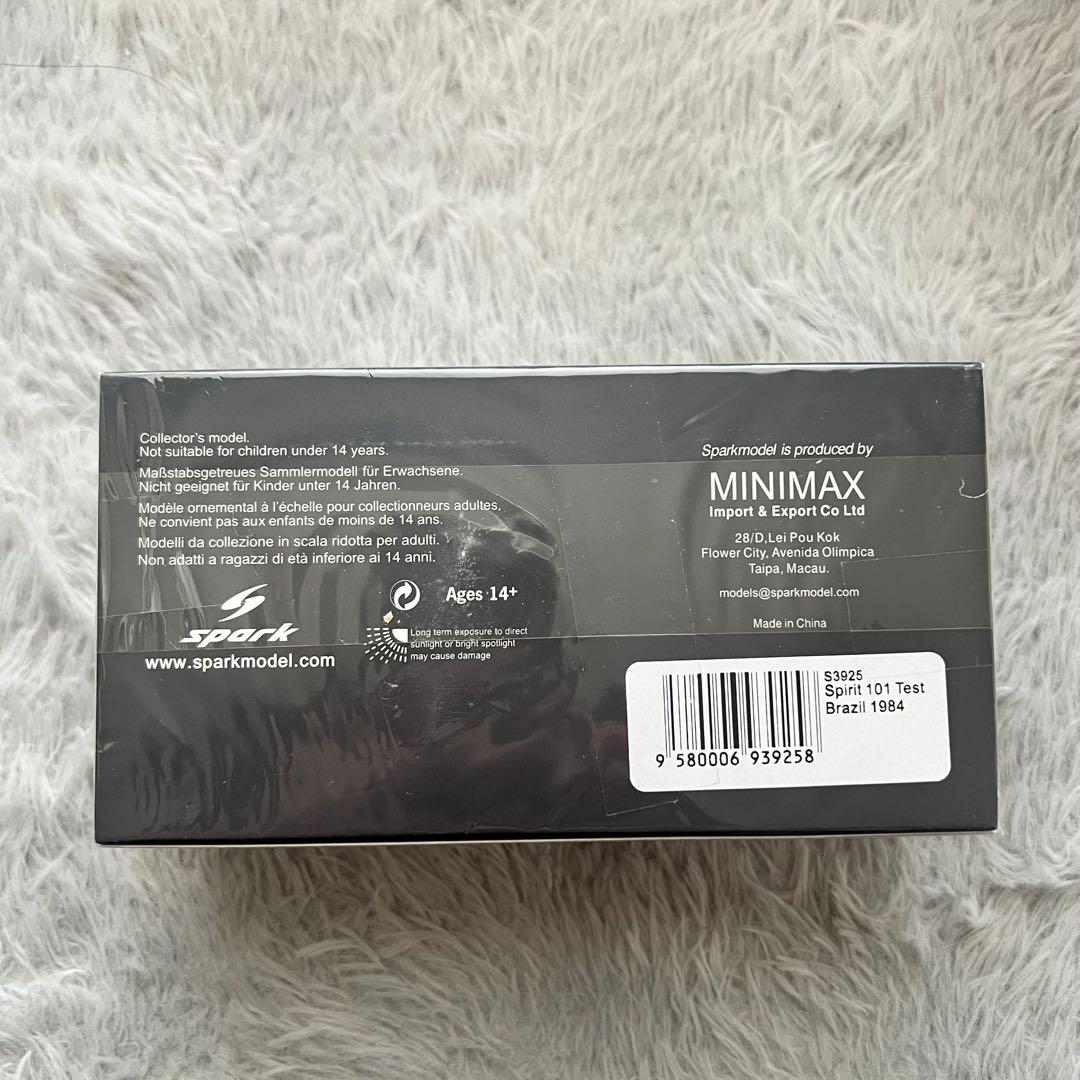 Collector's model.
Not suitable for children under 14 years.
Maßstabsgetreues Sammlermodell für Erwachsene.
Nicht geeignet für Kinder unter 14 Jahren.
Modèle ornemental à l'échelle pour collectionneurs adultes,
Ne convient pas aux enfants de moins de 14 ans.
Modelli da collezione in scala ridotta per adulti.
Non adatti a ragazzi di età inferiore ai 14 anni.
spark
www.sparkmodel.com
Ages 14+
Long term exposure to direct
sunlight or bright spotlight
may cause damage
Sparkmodel is produced by
MINIMAX
Import & Export Co Ltd
28/D,Lei Pou Kok
Flower City, Avenida Olimpica
Taipa, Macau.
models@sparkmodel.com
Made in China
S3925
Spirit 101 Test
Brazil 1984
9 580006 939258